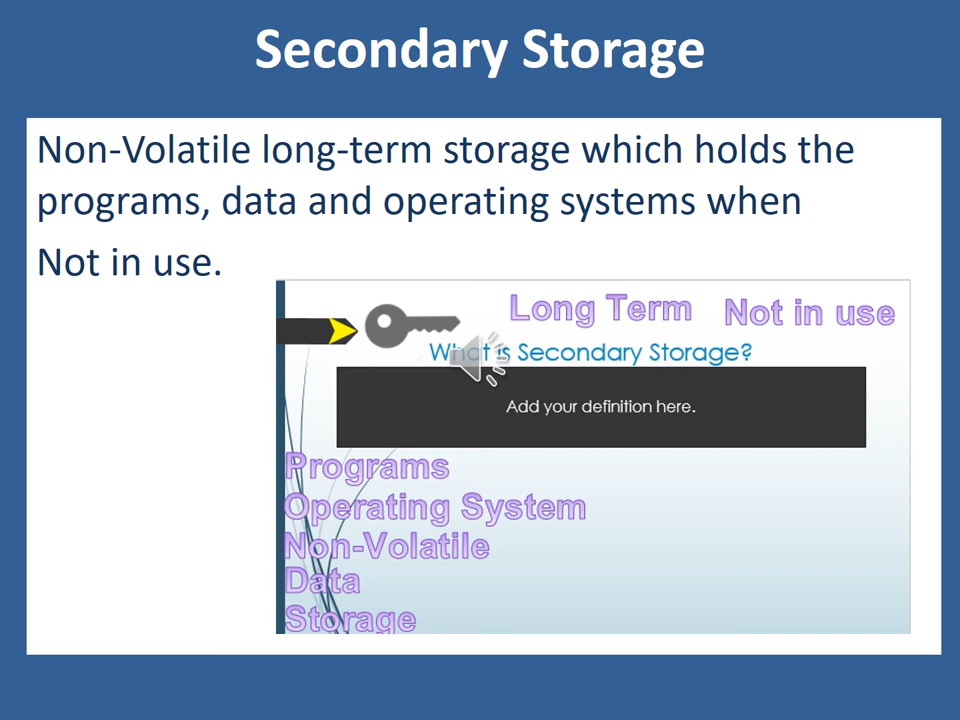 Secondary Storage
Non-Volatile long-term storage which holds the
programs, data and operating systems when
Not in use.
Long Term
Not in use
What is Secondary Storage?
Add your definition here.
Programs
Operating System
Non-Volatile
Data
Storage